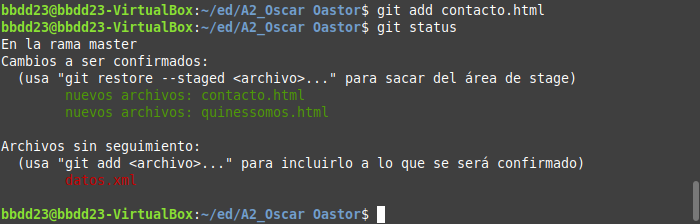 bbdd23@bbdd23-VirtualBox:~/ed/A2_Oscar Oastor$ git add contacto.html
bbdd23@bbdd23-VirtualBox:~/ed/A2_Oscar Oastor$ git status
En la rama master
Cambios a ser confirmados:
  (usa "git restore --staged <archivo>..." para sacar del área de stage)
        nuevos archivos: contacto.html
        nuevos archivos: quinessomos.html

Archivos sin seguimiento:
  (usa "git add <archivo>..." para incluirlo a lo que se será confirmado)
        datos.xml

bbdd23@bbdd23-VirtualBox:~/ed/A2_Oscar Oastor$